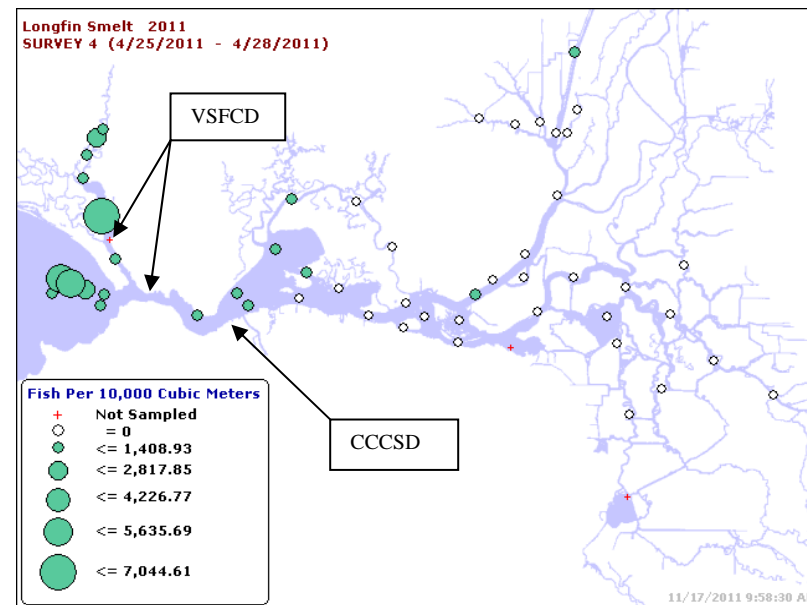 Longfin Smelt 2011
SURVEY 4 (4/25/2011 - 4/28/2011)
VSFCD
CCCSD
Fish Per 10,000 Cubic Meters
Not Sampled
= 0
<= 1,408.93
<= 2,817.85
<= 4,226.77
<= 5,635.69
<= 7,044.61
11/17/2011 9:58:30 A